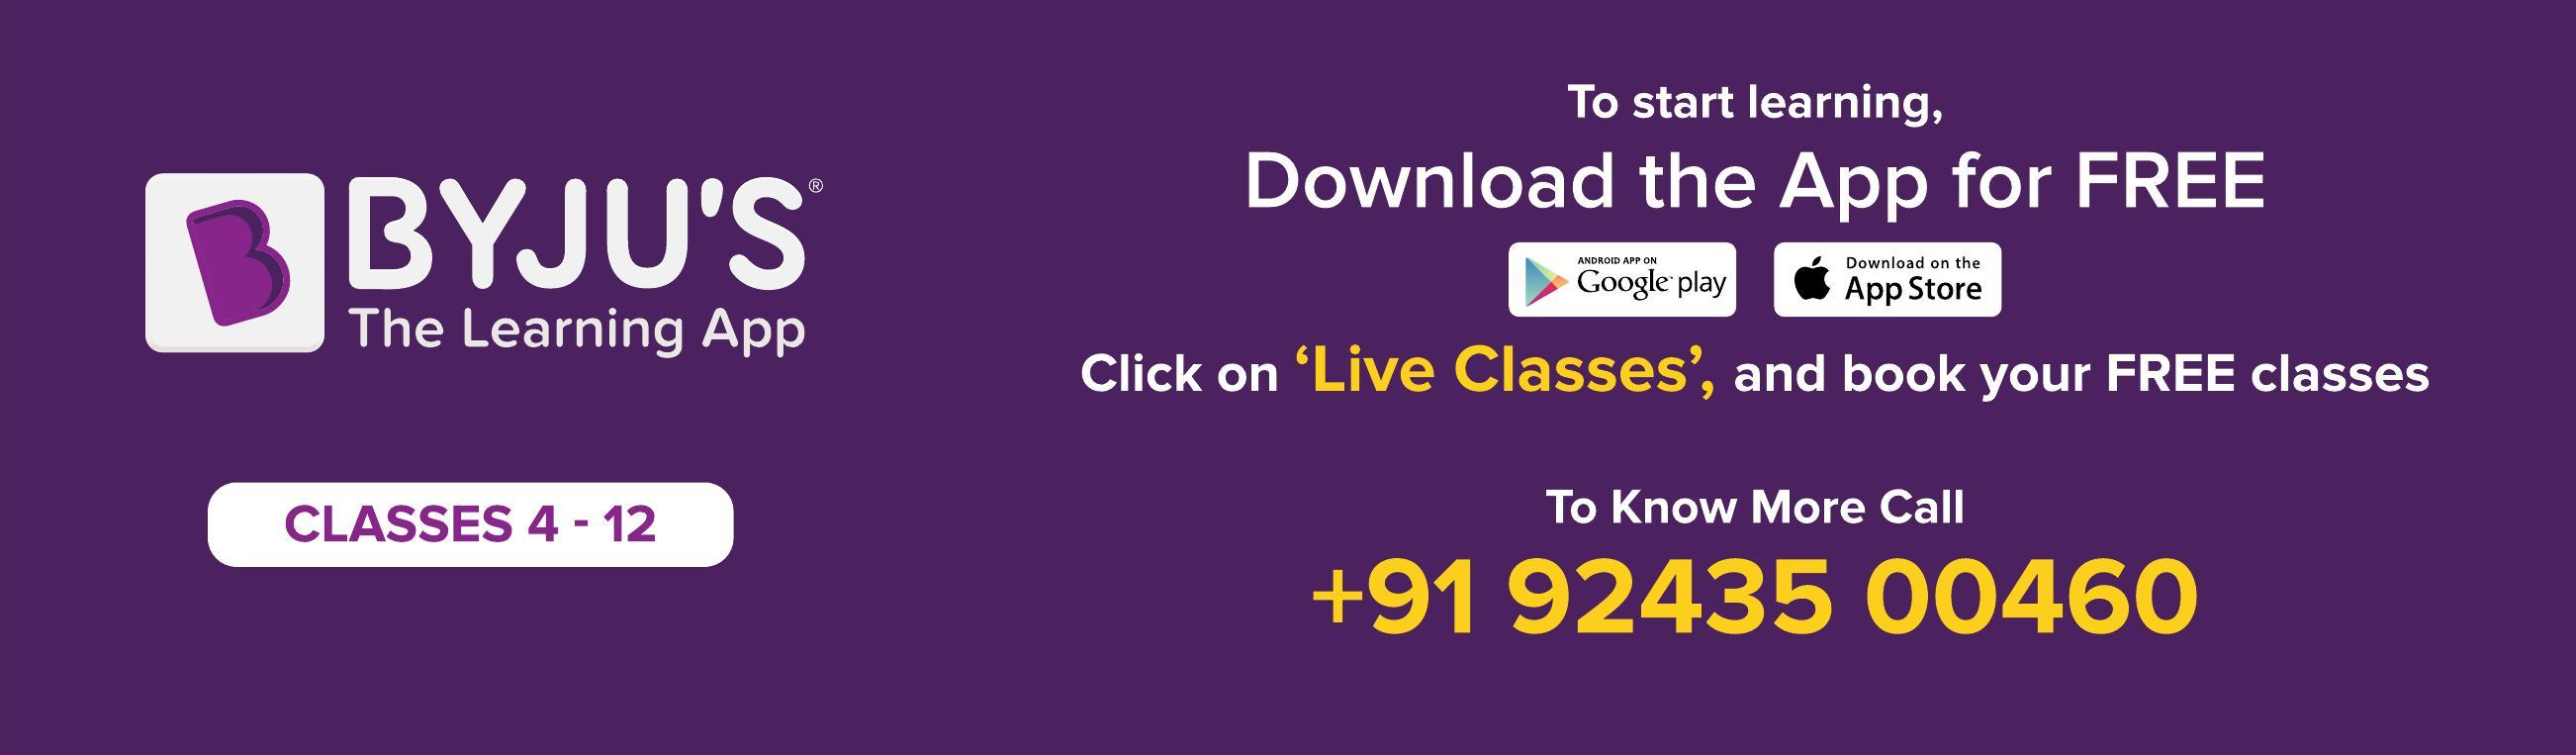 BYJU'S®
The Learning App
CLASSES 4 - 12
To start learning,
Download the App for FREE
ANDROID APP ON
Google play
Download on the
App Store
Click on ‘Live Classes’, and book your FREE classes
To Know More Call
+91 92435 00460